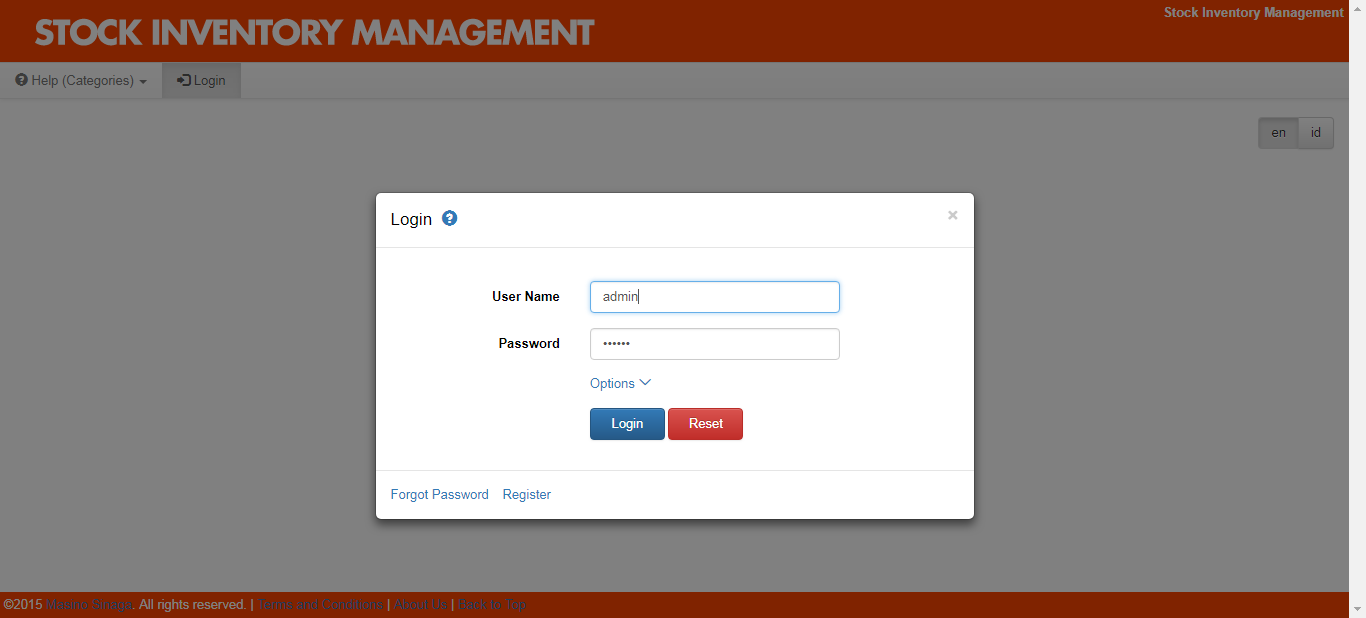 STOCK INVENTORY MANAGEMENT
Stock Inventory Management
Help (Categories)
Login
en
id
Login
×
User Name
admin
Password
••••••
Options
Login
Reset
Forgot Password
Register
©2015 Masino Sinaga. All rights reserved. | Terms and Conditions | About Us | Back to Top